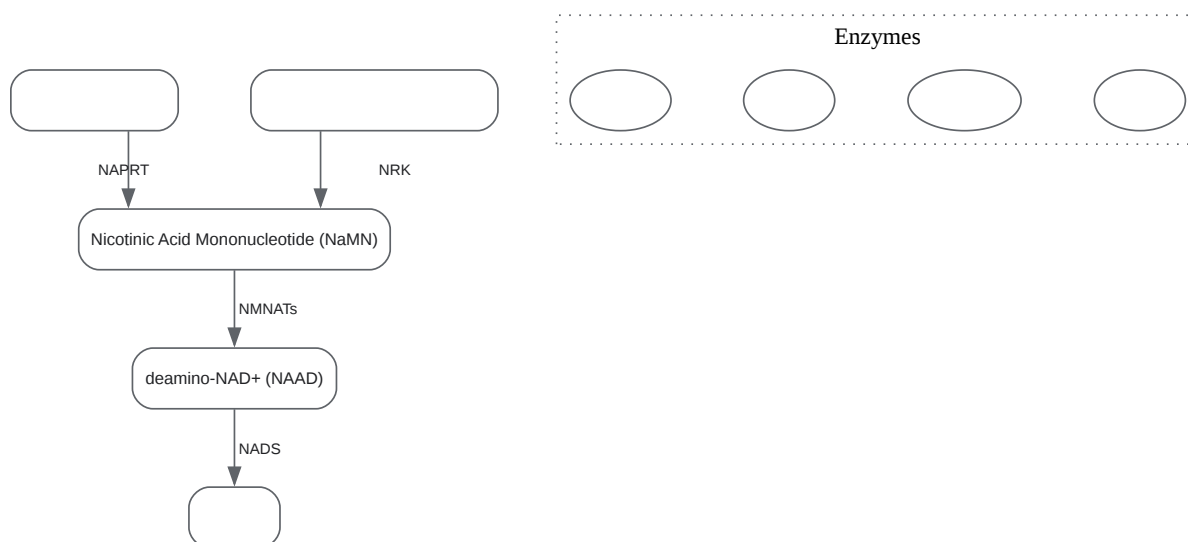 Enzymes
NAPRT
NRK
Nicotinic Acid Mononucleotide (NaMN)
NMNATs
deamino-NAD+ (NAAD)
NADS